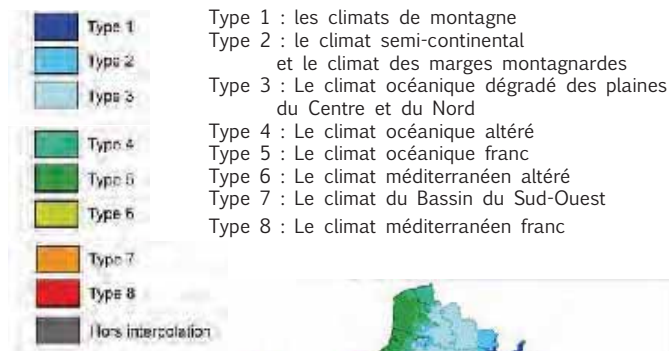 Type 1
Type 2
Type 3
Type 4
Type 5
Type 6
Type 7
Type 8
Hors interpolation
Type 1 : les climats de montagne
Type 2 : le climat semi-continental
et le climat des marges montagnardes
Type 3 : Le climat océanique dégradé des plaines
du Centre et du Nord
Type 4 : Le climat océanique altéré
Type 5 : Le climat océanique franc
Type 6 : Le climat méditerranéen altéré
Type 7 : Le climat du Bassin du Sud-Ouest
Type 8 : Le climat méditerranéen franc